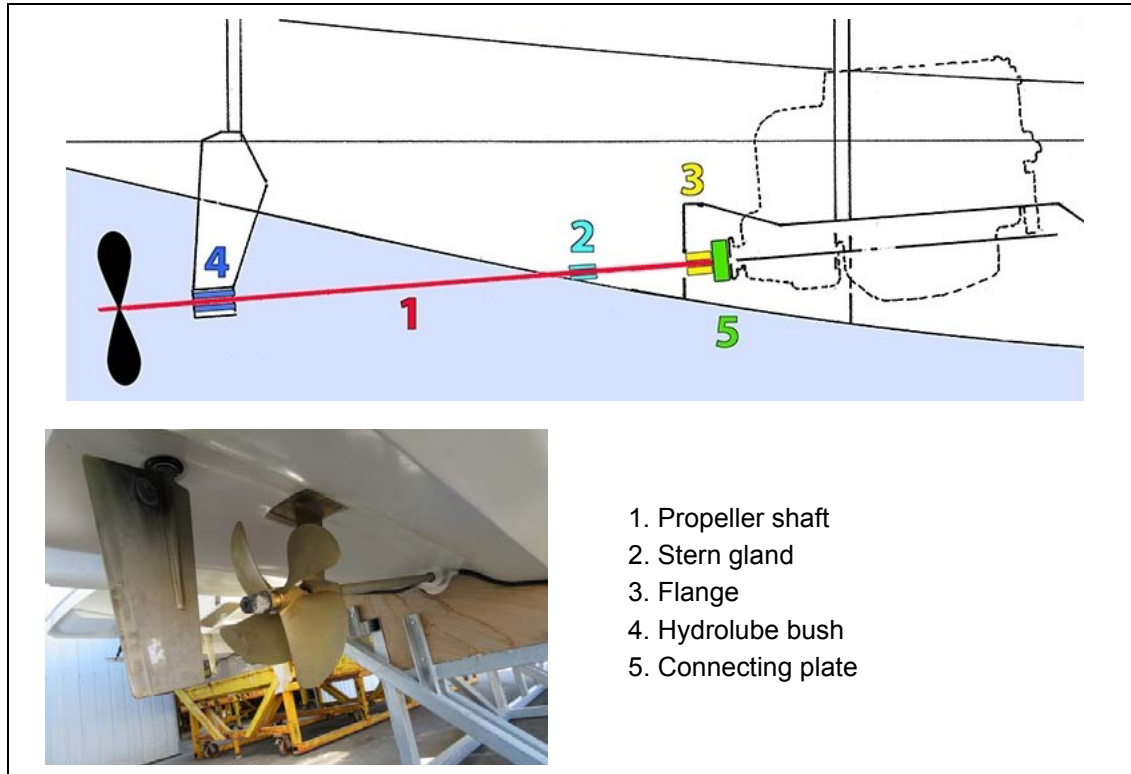 3
2
4
1
5
1. Propeller shaft
2. Stern gland
3. Flange
4. Hydrolube bush
5. Connecting plate